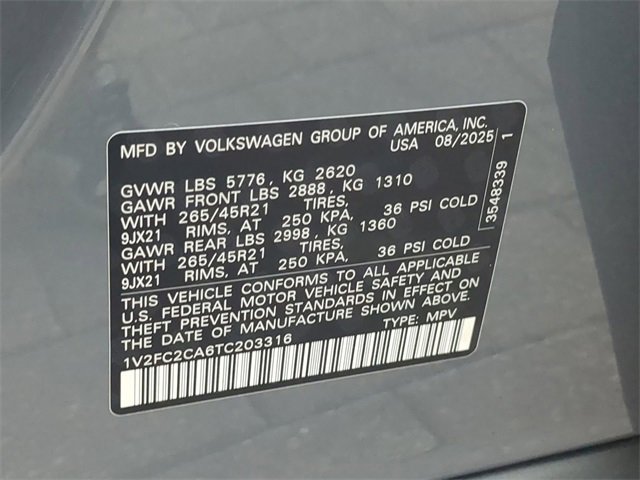 MFD BY VOLKSWAGEN GROUP OF AMERICA, INC.
USA 08/2025
GVWR LBS 5776, KG 2620
GAWR FRONT LBS 2888, KG 1310
WITH 265/45R21 TIRES,
9JX21 RIMS, AT 250 KPA, 36 PSI COLD
GAWR REAR LBS 2998, KG 1360
WITH 265/45R21 TIRES,
9JX21 RIMS, AT 250 KPA, 36 PSI COLD
THIS VEHICLE CONFORMS TO ALL APPLICABLE
U.S. FEDERAL MOTOR VEHICLE SAFETY AND
THEFT PREVENTION STANDARDS IN EFFECT ON
THE DATE OF MANUFACTURE SHOWN ABOVE.
1V2FC2CA6TC203316 TYPE: MPV
3548339 1